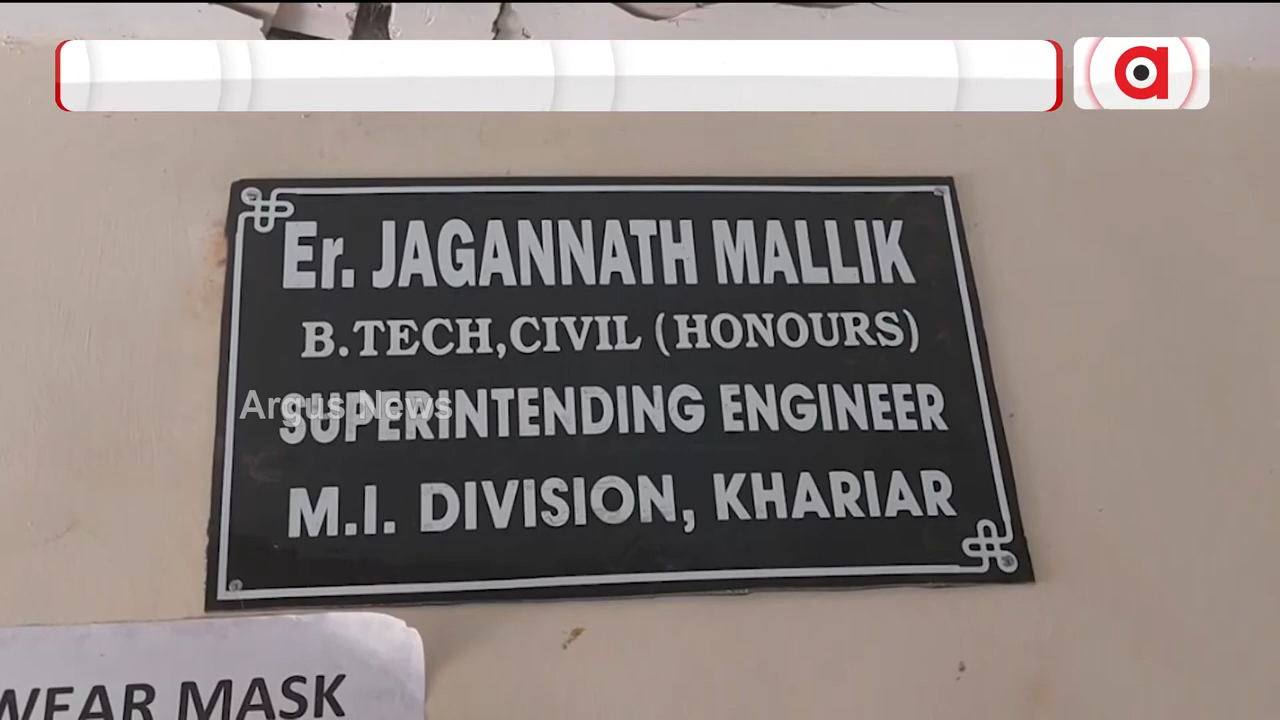 Er. JAGANNATH MALLIK
B.TECH,CIVIL (HONOURS)
SUPERINTENDING ENGINEER
Argus News
M.I. DIVISION, KHARIAR
WEAR MASK